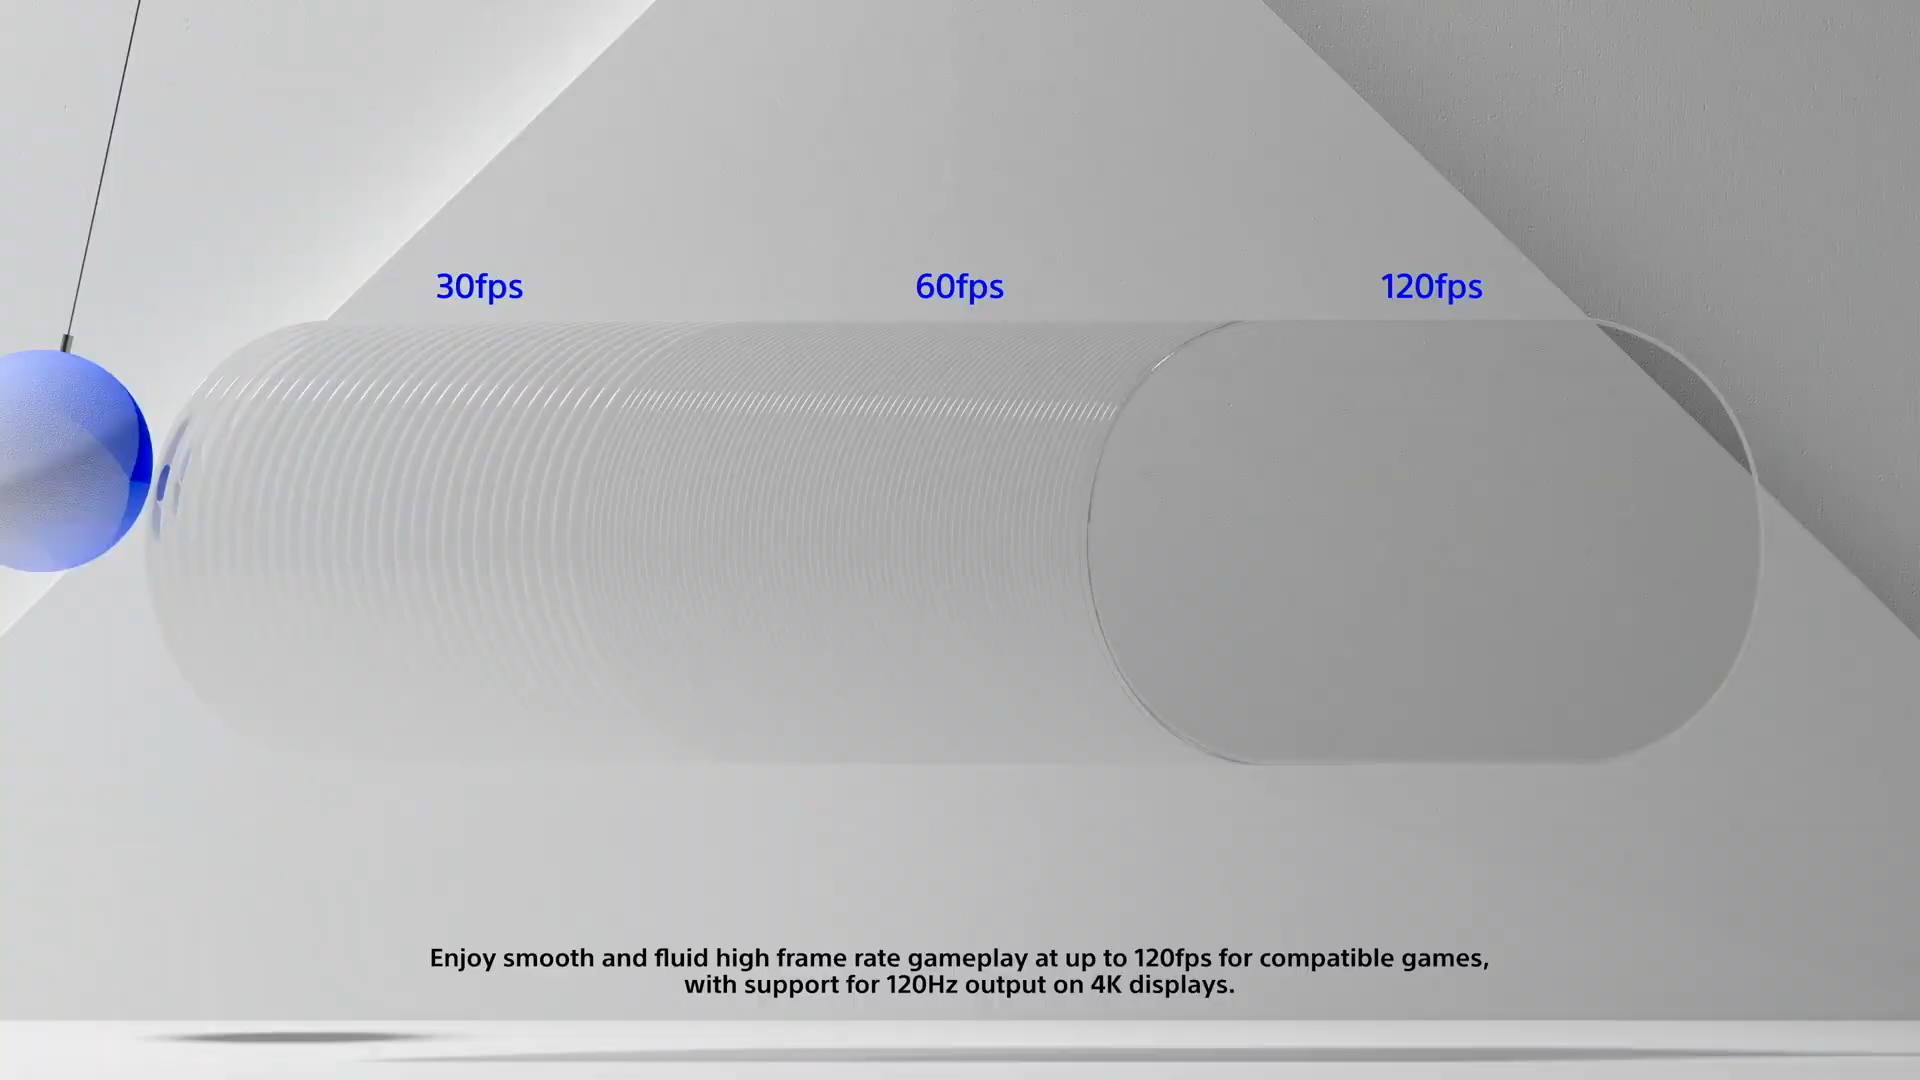 30fps
60fps
120fps
Enjoy smooth and fluid high frame rate gameplay at up to 120fps for compatible games,
with support for 120Hz output on 4K displays.